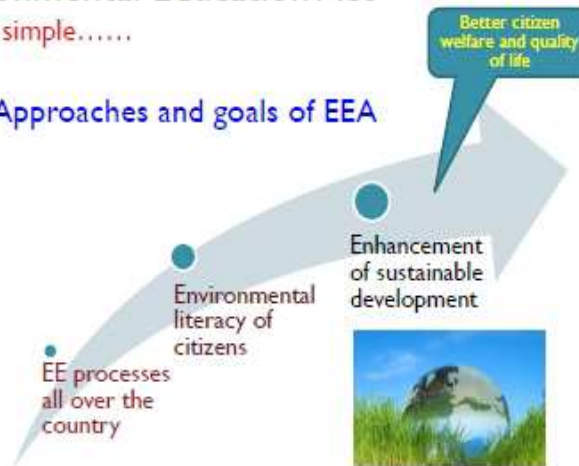 simple......
Approaches and goals of EEA
Better citizen
welfare and quality
of life
Enhancement
of sustainable
development
Environmental
literacy of
citizens
EE processes
all over the
country